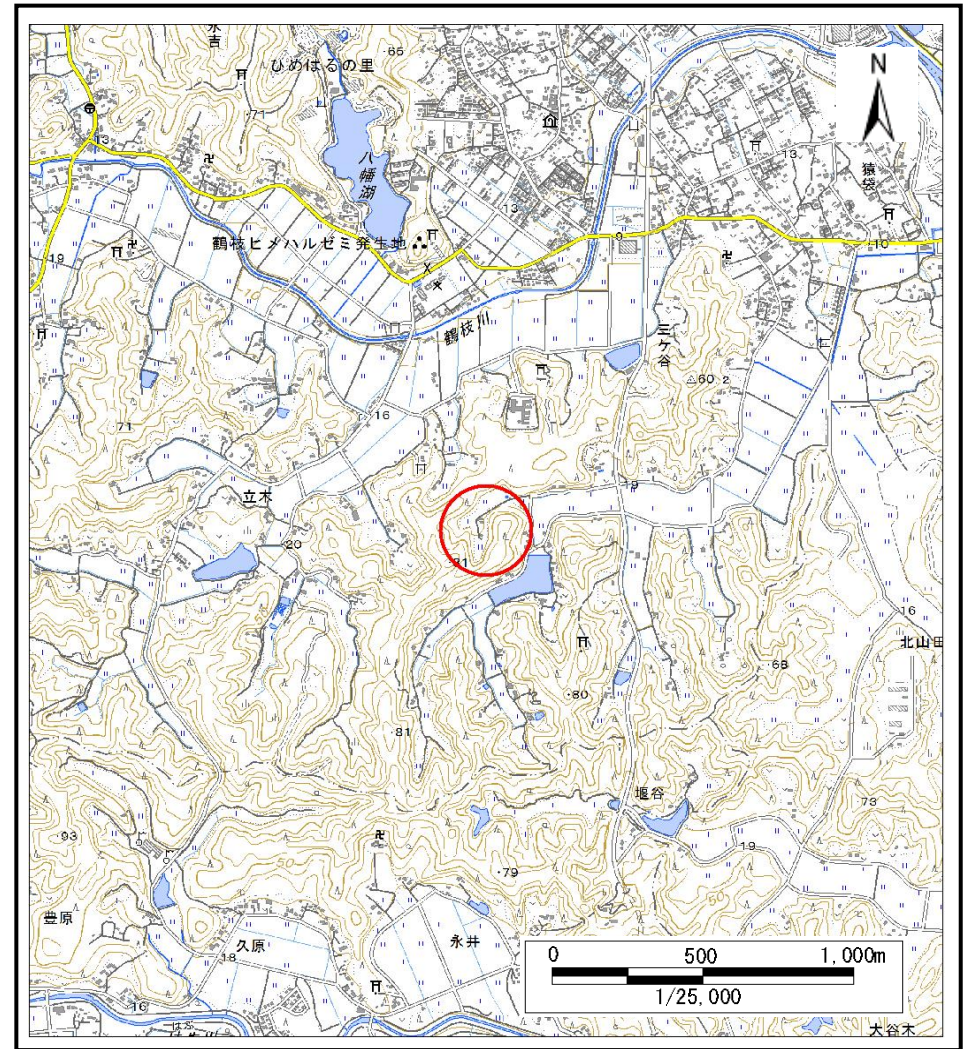 永吉
ひめはるの里
65
71
N
13
八幡湖
13
猿袋
鶴枝ヒメハルゼミ発生地
19
9
10
鶴枝川
三ケ谷
60.2
16
71
19
立木
20
81
16
北山田
68
80
81
堰谷
73
93
50
79
19
50
豊原
久原
永井
18
16
0 500 1,000m
1/25,000
大谷木